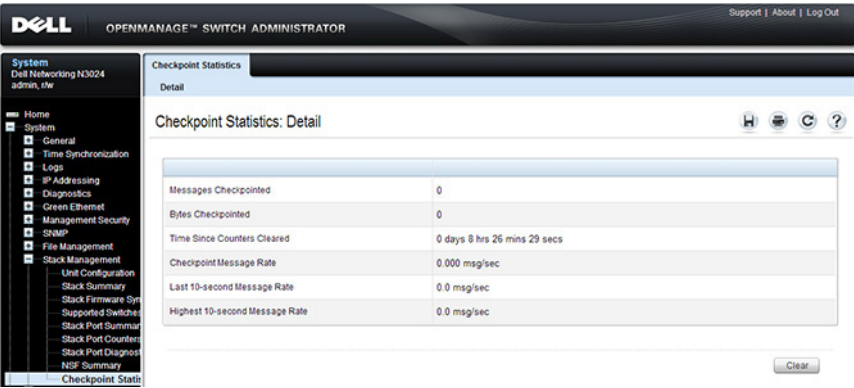 Support | About | Log Out
DELL OPENMANAGE™ SWITCH ADMINISTRATOR
System
Dell Networking N3024
admin, r/w
Home
System
General
Time Synchronization
Logs
IP Addressing
Diagnostics
Green Ethernet
Management Security
SNMP
File Management
Stack Management
Unit Configuration
Stack Summary
Stack Firmware Syn
Supported Switches
Stack Port Summar
Stack Port Counters
Stack Port Diagnost
NSF Summary
Checkpoint Statis
Checkpoint Statistics
Detail
Checkpoint Statistics: Detail
Messages Checkpointed 0
Bytes Checkpointed 0
Time Since Counters Cleared 0 days 8 hrs 26 mins 29 secs
Checkpoint Message Rate 0.000 msg/sec
Last 10-second Message Rate 0.0 msg/sec
Highest 10-second Message Rate 0.0 msg/sec
Clear